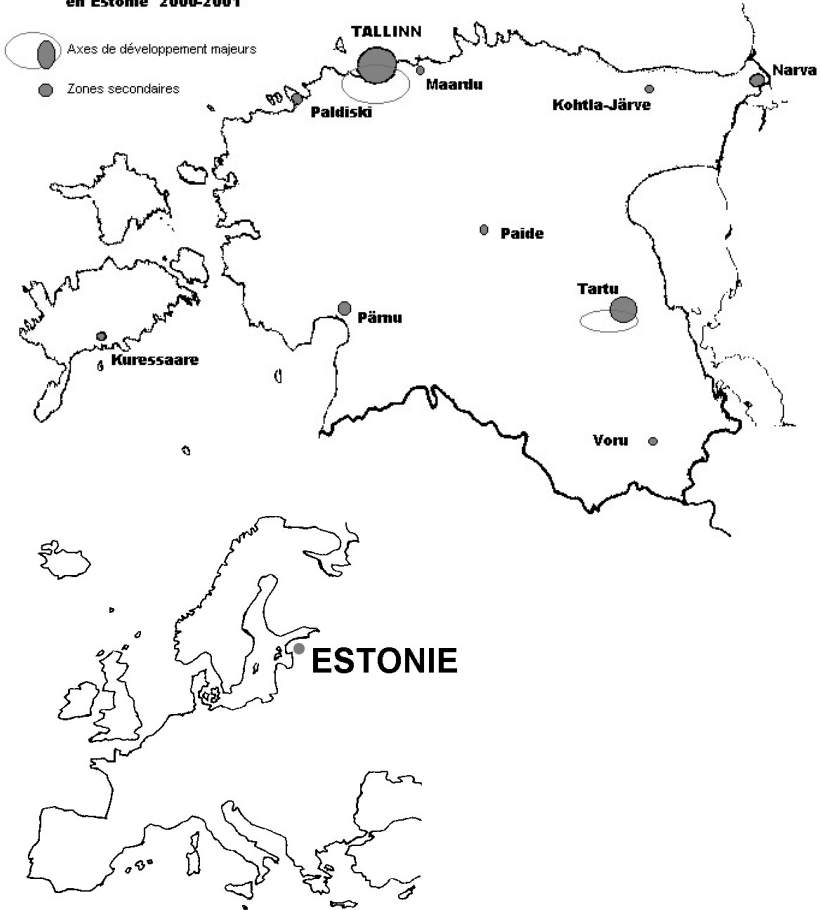 en Estonie 2000-2001
Axes de développement majeurs
Zones secondaires
TALLINN
Maardu
Paldiski
Kohtla-Järve
Narva
Paide
Tartu
Pärnu
Kuressaare
Voru
ESTONIE